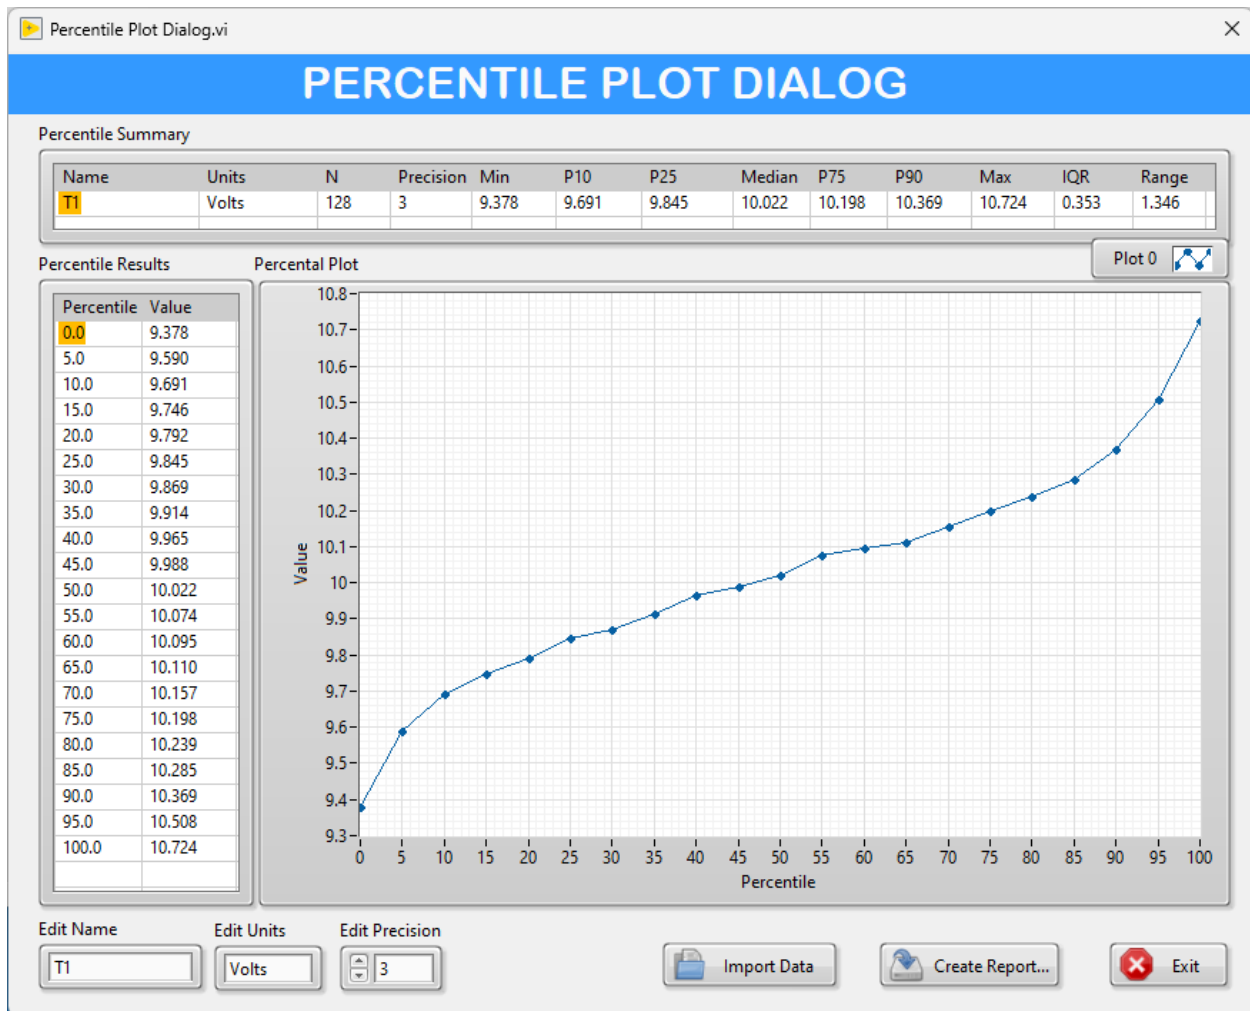 Percentile Plot Dialog.vi
PERCENTILE PLOT DIALOG
Percentile Summary
Name Units N Precision Min P10 P25 Median P75 P90 Max IQR Range
T1 Volts 128 3 9.378 9.691 9.845 10.022 10.198 10.369 10.724 0.353 1.346
Percentile Results
Percentile Value
0.0 9.378
5.0 9.590
10.0 9.691
15.0 9.746
20.0 9.792
25.0 9.845
30.0 9.869
35.0 9.914
40.0 9.965
45.0 9.988
50.0 10.022
55.0 10.074
60.0 10.095
65.0 10.110
70.0 10.157
75.0 10.198
80.0 10.239
85.0 10.285
90.0 10.369
95.0 10.508
100.0 10.724
Percental Plot
Plot 0
10.8
10.7
10.6
10.5
10.4
10.3
10.2
10.1
10
9.9
9.8
9.7
9.6
9.5
9.4
9.3
Value
0 5 10 15 20 25 30 35 40 45 50 55 60 65 70 75 80 85 90 95 100
Percentile
Edit Name
T1
Edit Units
Volts
Edit Precision
3
Import Data
Create Report...
Exit